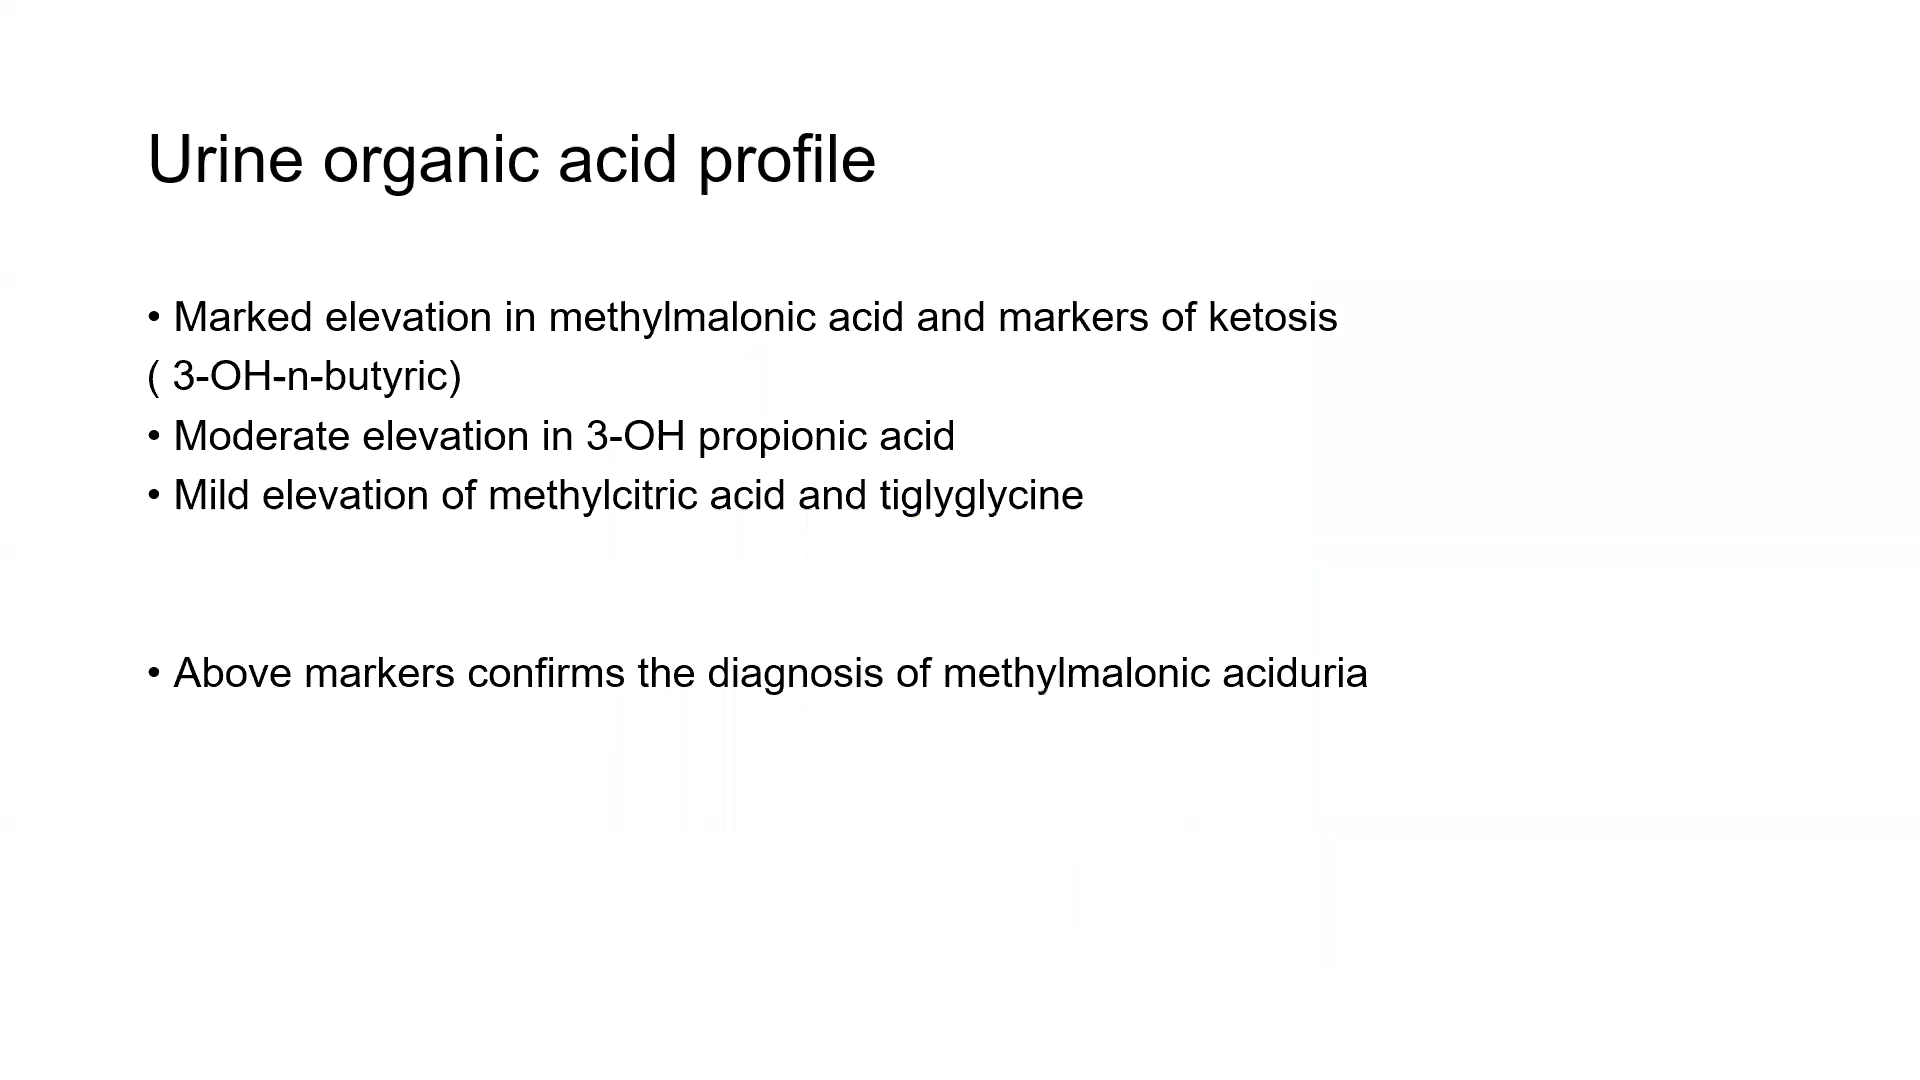 Urine organic acid profile
• Marked elevation in methylmalonic acid and markers of ketosis
( 3-OH-n-butyric)
• Moderate elevation in 3-OH propionic acid
• Mild elevation of methylcitric acid and tiglyglycine
• Above markers confirms the diagnosis of methylmalonic aciduria